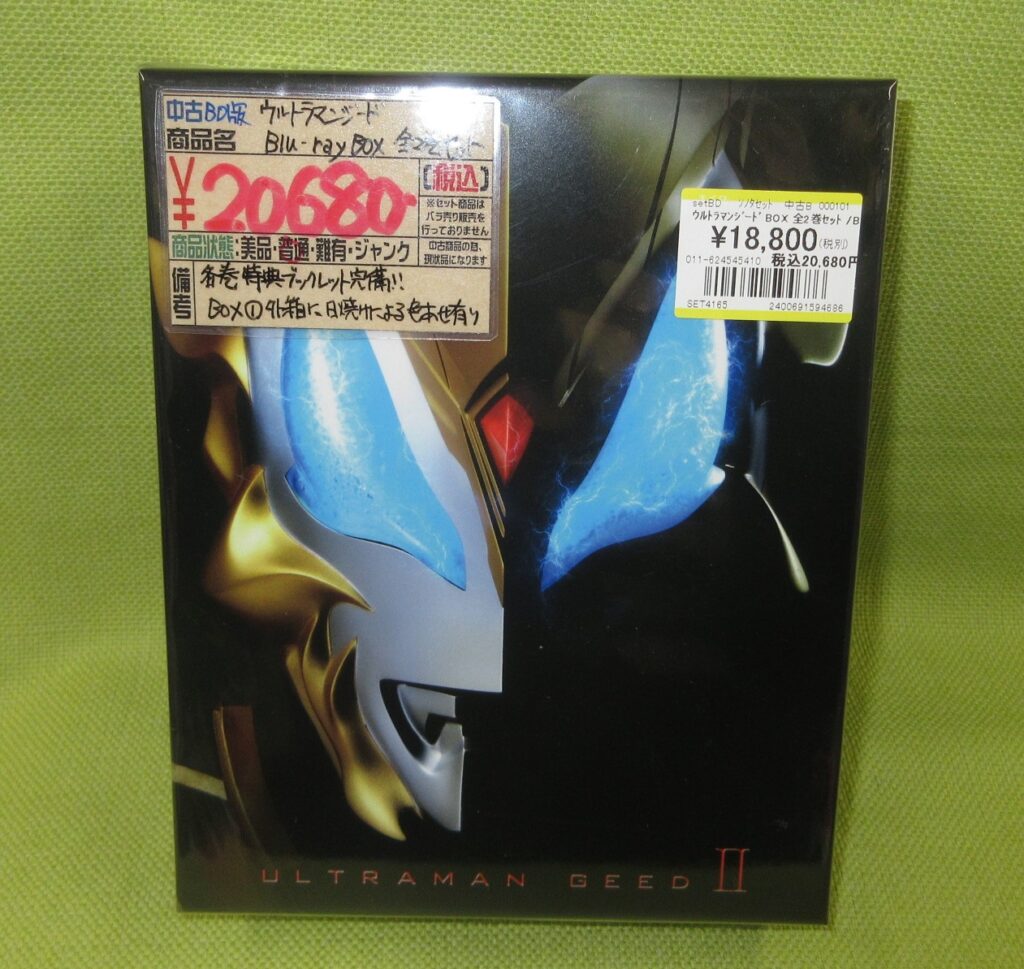 中古BD版 ウルトラマンジード
商品名 Blu-ray BOX 全2巻セット
¥20680-
【税込】
※セット商品は
バラ売り販売を
行っておりません
商品状態:美品・普通・難有・ジャンク
中古商品の為、
現状品になります
備考
各巻特典ブックレット完備!!
BOX①外箱に日焼けによる色あせ有り
setBD ソノタセット 中古B 000101
ウルトラマンジード BOX 全2巻セット /B
¥18,800(税別)
011-624545410 税込20,680円
SET4165 2400691594686
ULTRAMAN GEED II